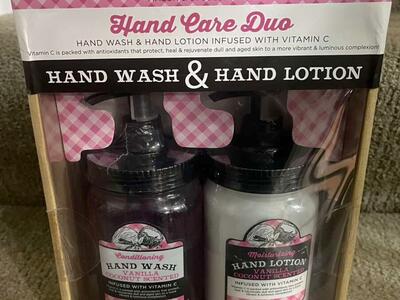 Hand Care Duo
HAND WASH & HAND LOTION INFUSED WITH VITAMIN C
Vitamin C is packed with antioxidants that protect, heal & rejuvenate dull and aged skin to a more vibrant & luminous complexion!
HAND WASH & HAND LOTION
Conditioning
HAND WASH
VANILLA
COCONUT SCENTED
INFUSED WITH VITAMIN C
Moisturizing
HAND LOTION
VANILLA
COCONUT SCENTED
INFUSED WITH VITAMIN C